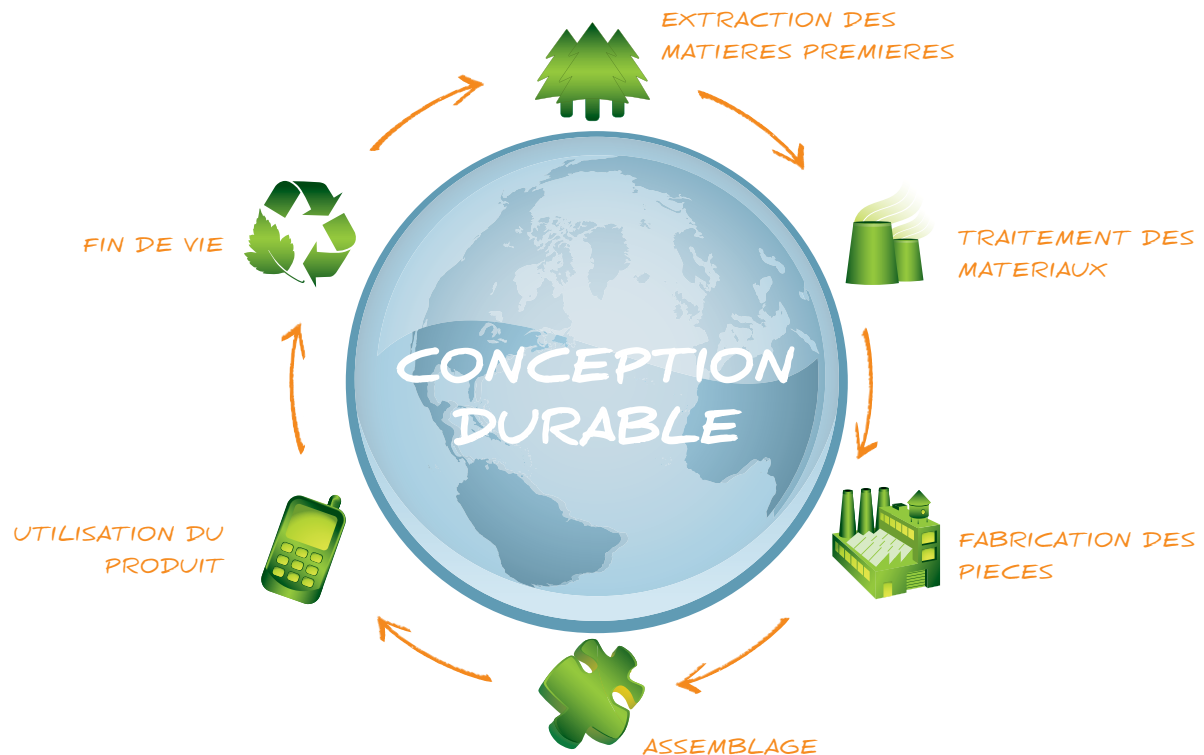 EXTRACTION DES
MATIERES PREMIERES
TRAITEMENT DES
MATERIAUX
FABRICATION DES
PIECES
ASSEMBLAGE
UTILISATION DU
PRODUIT
FIN DE VIE
CONCEPTION
DURABLE